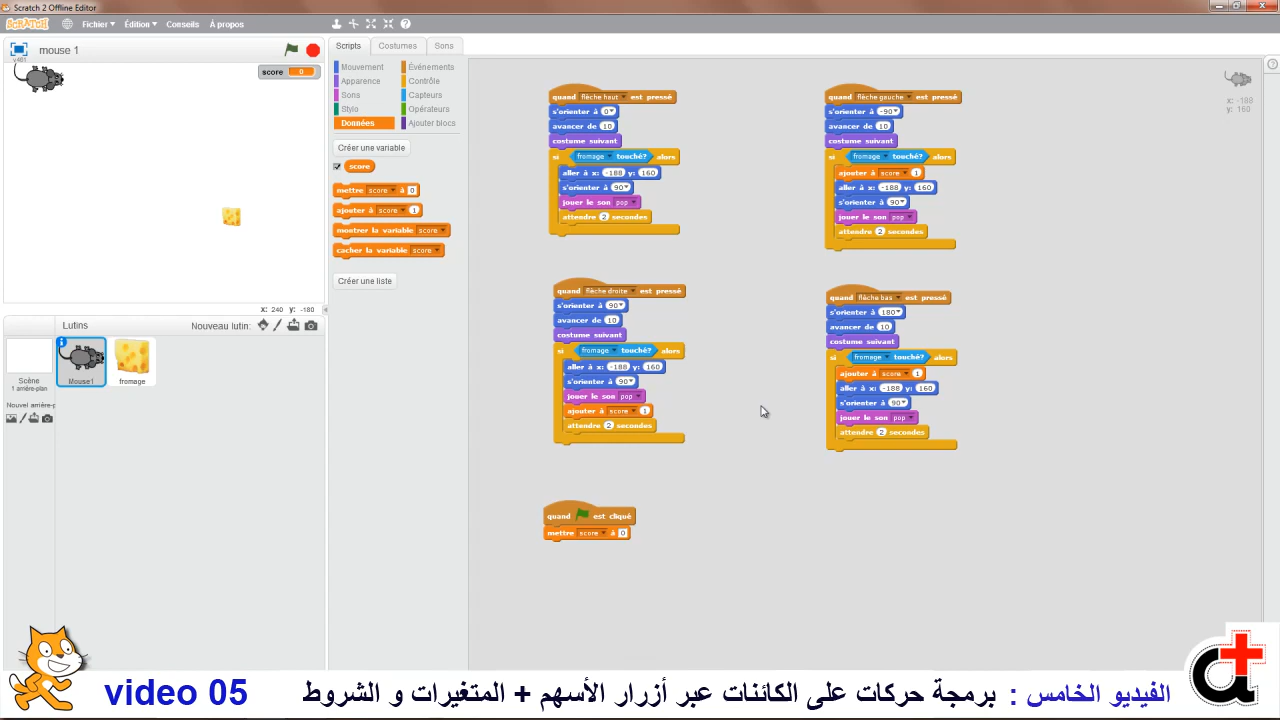 Scratch 2 Offline Editor
SCRATCH Fichier Édition Conseils À propos
mouse 1
v461
score 0
x: 240 y: -180
Lutins
Nouveau lutin:
Scène
1 arrière-plan
Mouse1
fromage
Nouvel arrière-p
Scripts Costumes Sons
Mouvement Événements
Apparence Contrôle
Sons Capteurs
Stylo Opérateurs
Données Ajouter blocs
Créer une variable
score
mettre score à 0
ajouter à score 1
montrer la variable score
cacher la variable score
Créer une liste
quand flèche haut est pressé
s'orienter à 0
avancer de 10
costume suivant
si fromage touché? alors
aller à x: -188 y: 160
s'orienter à 90
jouer le son pop
attendre 2 secondes
quand flèche gauche est pressé
s'orienter à -90
avancer de 10
costume suivant
si fromage touché? alors
ajouter à score 1
aller à x: -188 y: 160
s'orienter à 90
jouer le son pop
attendre 2 secondes
x: -188
y: 160
quand flèche droite est pressé
s'orienter à 90
avancer de 10
costume suivant
si fromage touché? alors
aller à x: -188 y: 160
s'orienter à 90
jouer le son pop
ajouter à score 1
attendre 2 secondes
quand flèche bas est pressé
s'orienter à 180
avancer de 10
costume suivant
si fromage touché? alors
ajouter à score 1
aller à x: -188 y: 160
s'orienter à 90
jouer le son pop
attendre 2 secondes
quand est cliqué
mettre score à 0
الفيديو الخامس : برمجة حركات على الكائنات عبر أزرار الأسهم + المتغيرات و الشروط
video 05